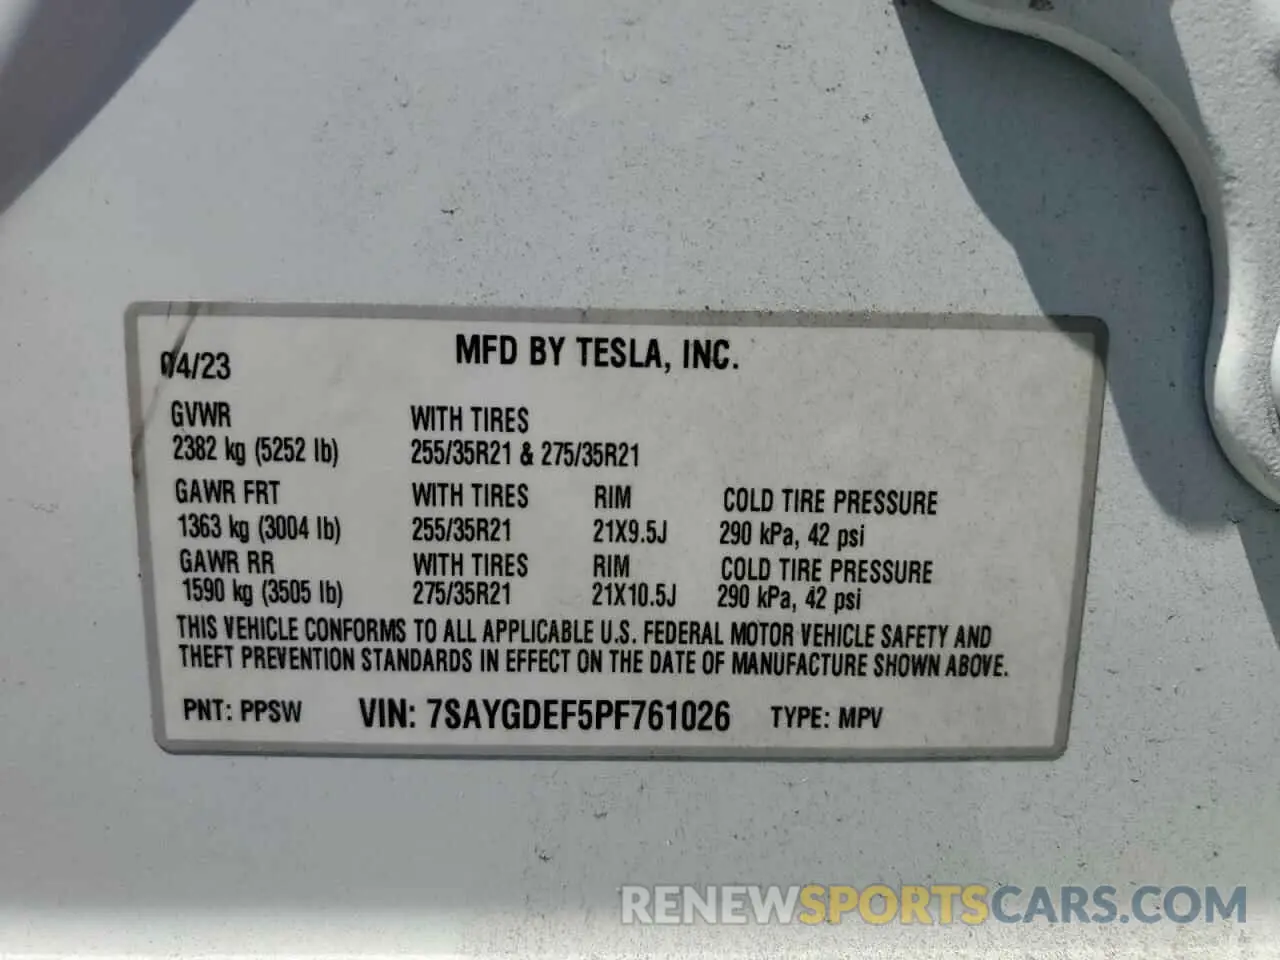 04/23 MFD BY TESLA, INC.
GVWR WITH TIRES
2382 kg (5252 lb) 255/35R21 & 275/35R21
GAWR FRT WITH TIRES RIM COLD TIRE PRESSURE
1363 kg (3004 lb) 255/35R21 21X9.5J 290 kPa, 42 psi
GAWR RR WITH TIRES RIM COLD TIRE PRESSURE
1590 kg (3505 lb) 275/35R21 21X10.5J 290 kPa, 42 psi
THIS VEHICLE CONFORMS TO ALL APPLICABLE U.S. FEDERAL MOTOR VEHICLE SAFETY AND
THEFT PREVENTION STANDARDS IN EFFECT ON THE DATE OF MANUFACTURE SHOWN ABOVE.
PNT: PPSW VIN: 7SAYGDEF5PF761026 TYPE: MPV
RENEWSPORTSCARS.COM